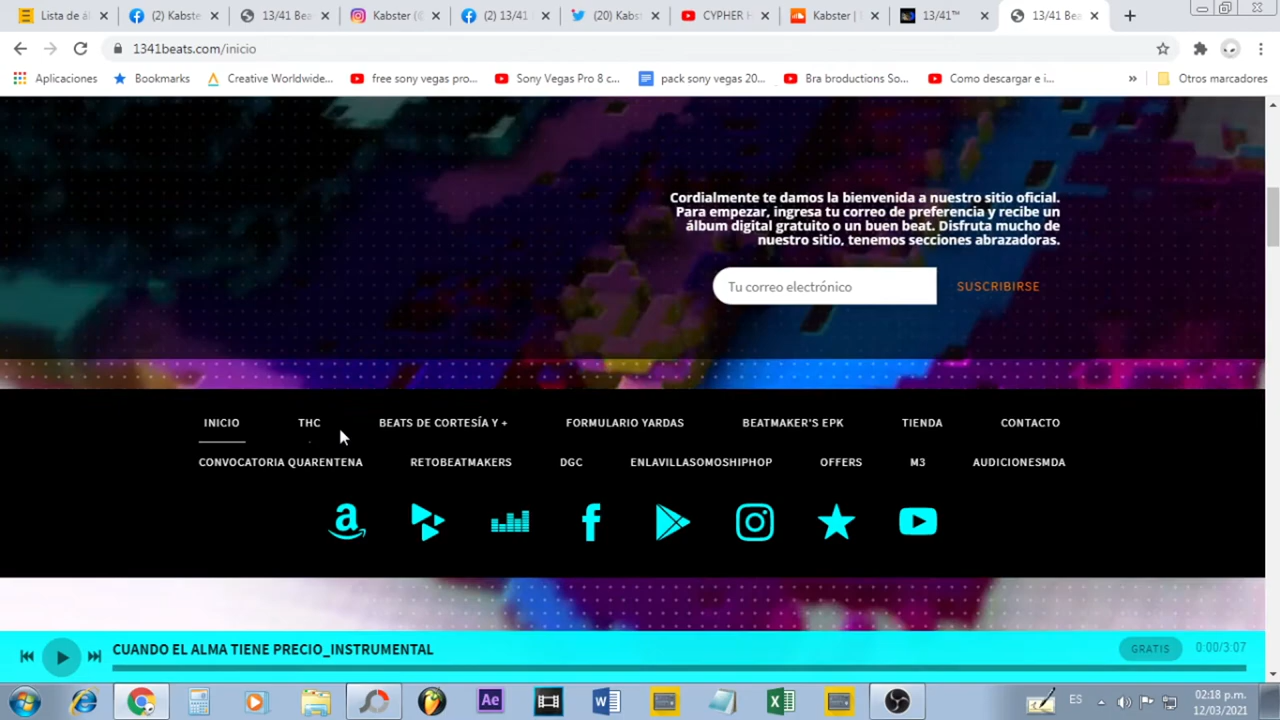 Lista de ál
(2) Kabste
13/41 Bea
Kabster (@
(2) 13/41 B
(20) Kabs
CYPHER H
Kabster |
13/41™
13/41 Bea
1341beats.com/inicio
Aplicaciones
Bookmarks
Creative Worldwide...
free sony vegas pro...
Sony Vegas Pro 8 c...
pack sony vegas 20...
Bra broductions So...
Como descargar e i...
»
Otros marcadores
Cordialmente te damos la bienvenida a nuestro sitio oficial.
Para empezar, ingresa tu correo de preferencia y recibe un
álbum digital gratuito o un buen beat. Disfruta mucho de
nuestro sitio, tenemos secciones abrazadoras.
Tu correo electrónico
SUSCRIBIRSE
INICIO THC BEATS DE CORTESÍA Y + FORMULARIO YARDAS BEATMAKER'S EPK TIENDA CONTACTO
CONVOCATORIA QUARENTENA RETOBEATMAKERS DGC ENLAVILLASOMOSHIPHOP OFFERS M3 AUDICIONESMDA
CUANDO EL ALMA TIENE PRECIO_INSTRUMENTAL
GRATIS
0:00/3:07
Ae
ES
02:18 p.m.
12/03/2021